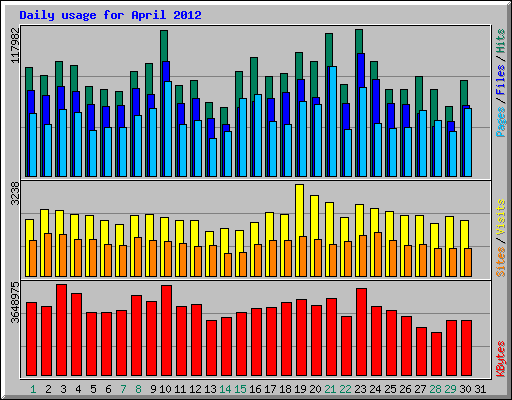 Daily usage for April 2012
117982
Pages / Files / Hits
3238
Sites / Visits
3648975
KBytes
1 2 3 4 5 6 7 8 9 10 11 12 13 14 15 16 17 18 19 20 21 22 23 24 25 26 27 28 29 30 31